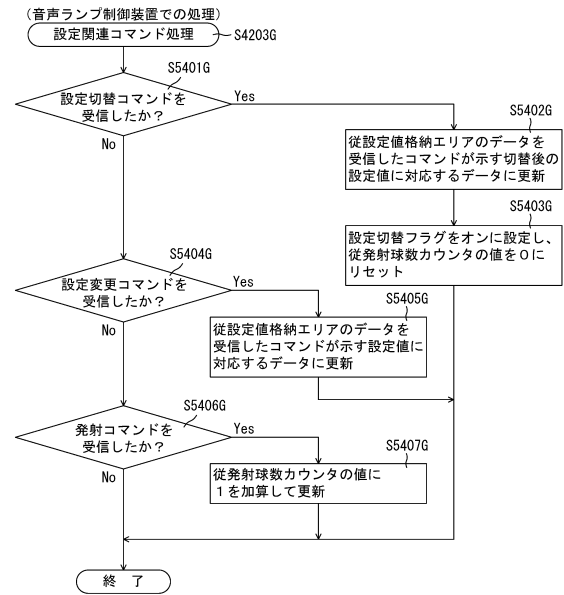 (音声ランプ制御装置での処理)
設定関連コマンド処理
S4203G
S5401G
設定切替コマンドを
受信したか?
Yes
No
S5402G
従設定値格納エリアのデータを
受信したコマンドが示す切替後の
設定値に対応するデータに更新
S5403G
設定切替フラグをオンに設定し、
従発射球数カウンタの値を0に
リセット
S5404G
設定変更コマンドを
受信したか?
Yes
No
S5405G
従設定値格納エリアのデータを
受信したコマンドが示す設定値に
対応するデータに更新
S5406G
発射コマンドを
受信したか?
Yes
No
S5407G
従発射球数カウンタの値に
1を加算して更新
終 了